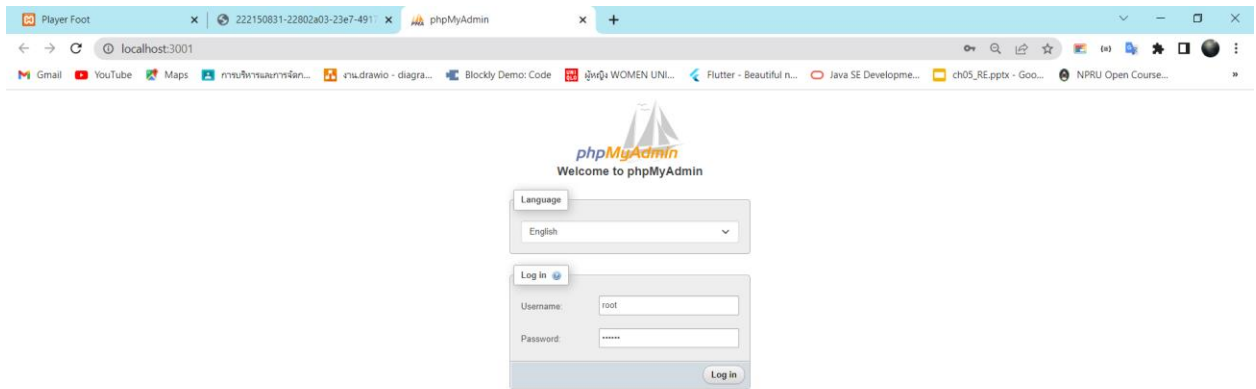 Player Foot
222150831-22802a03-23e7-491
phpMyAdmin
localhost:3001
Gmail YouTube Maps การบริหารและการจัดก... งาน.drawio - diagra... Blockly Demo: Code ผู้หญิง WOMEN UNI... Flutter - Beautiful n... Java SE Developme... ch05_RE.pptx - Goo... NPRU Open Course... »
phpMyAdmin
Welcome to phpMyAdmin
Language
English
Log in
Username: root
Password: ••••••
Log in